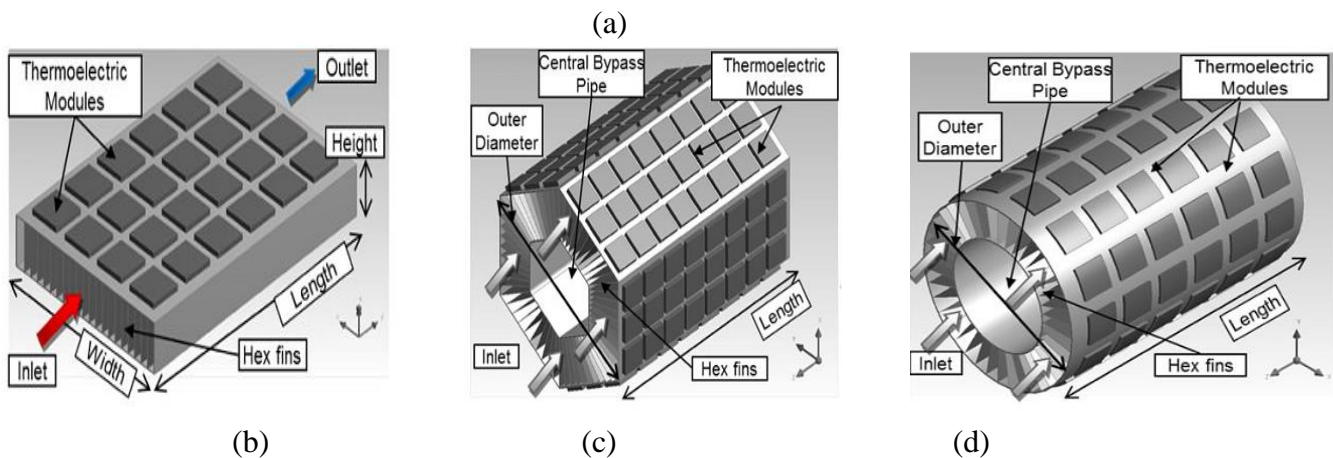 (a)
Thermoelectric
Modules
Outlet
Height
Length
Width
Inlet
Hex fins
Central Bypass
Pipe
Thermoelectric
Modules
Outer
Diameter
Length
Inlet
Hex fins
Central Bypass
Pipe
Thermoelectric
Modules
Outer
Diameter
Length
Inlet
Hex fins
(b)
(c)
(d)